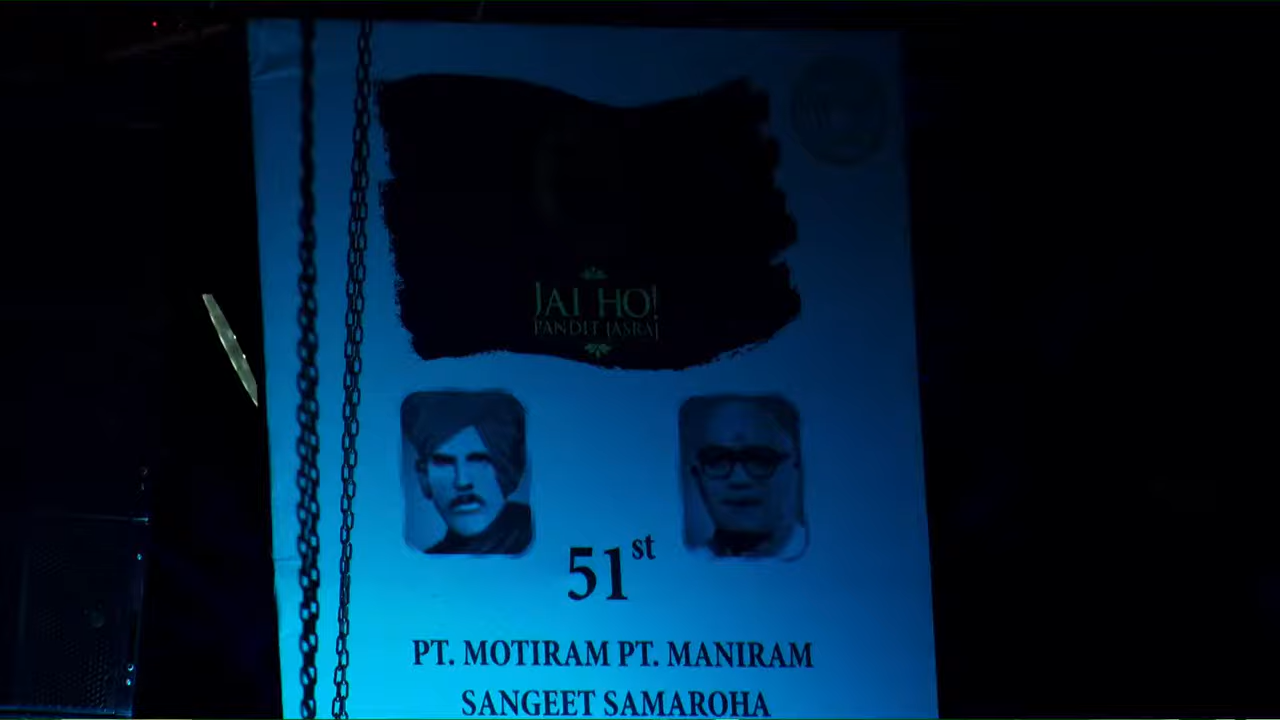 JAI HO!
PANDIT JASRAJ
51st
PT. MOTIRAM PT. MANIRAM
SANGEET SAMAROHA